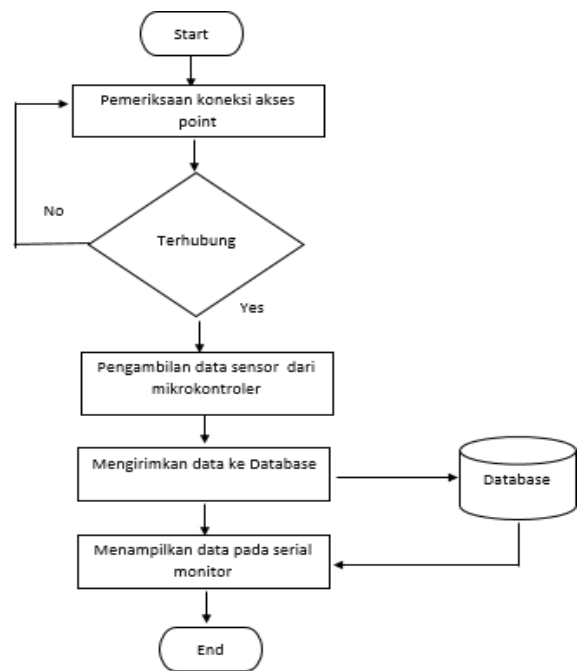 Start
Pemeriksaan koneksi akses
point
No
Terhubung
Yes
Pengambilan data sensor dari
mikrokontroler
Mengirimkan data ke Database
Database
Menampilkan data pada serial
monitor
End